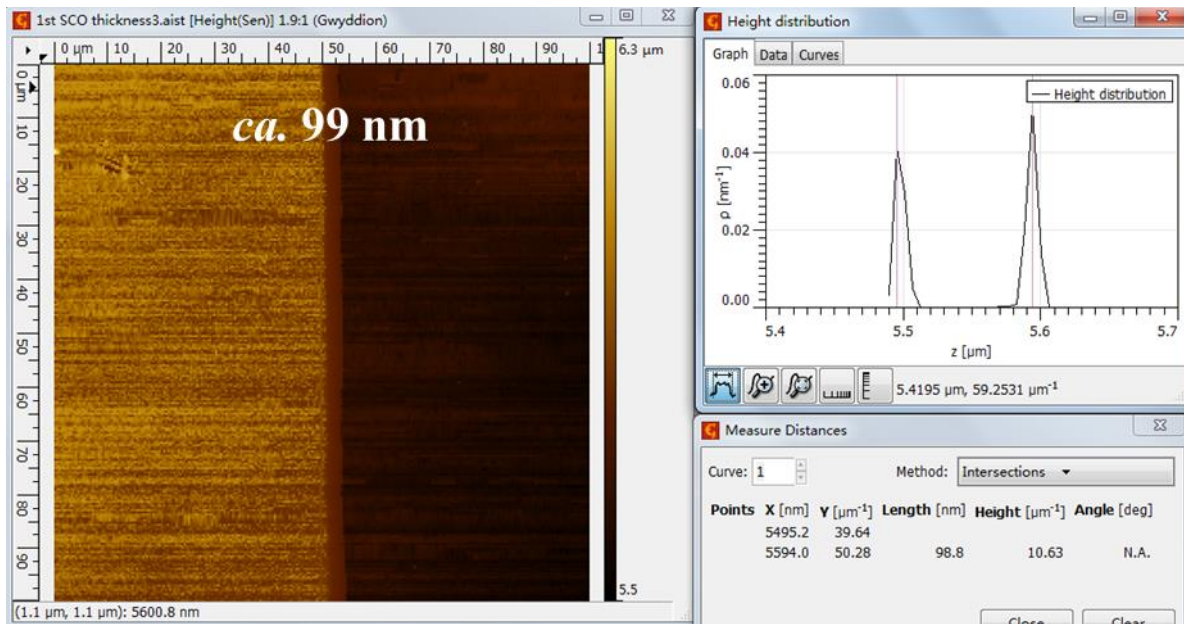 1st SCO thickness3.aist [Height(Sen)] 1.9:1 (Gwyddion)
0 µm 10 20 30 40 50 60 70 80 90 1
6.3 µm
0 µm
10
20
30
40
50
60
70
80
90
ca. 99 nm
5.5
(1.1 µm, 1.1 µm): 5600.8 nm
Height distribution
Graph Data Curves
0.06
0.04
0.02
0.00
ρ [nm⁻¹]
Height distribution
5.4 5.5 5.6 5.7
z [µm]
5.4195 µm, 59.2531 µm⁻¹
Measure Distances
Curve: 1 Method: Intersections
Points X [nm] Y [µm⁻¹] Length [nm] Height [µm⁻¹] Angle [deg]
5495.2 39.64
5594.0 50.28 98.8 10.63 N.A.
Close Clear